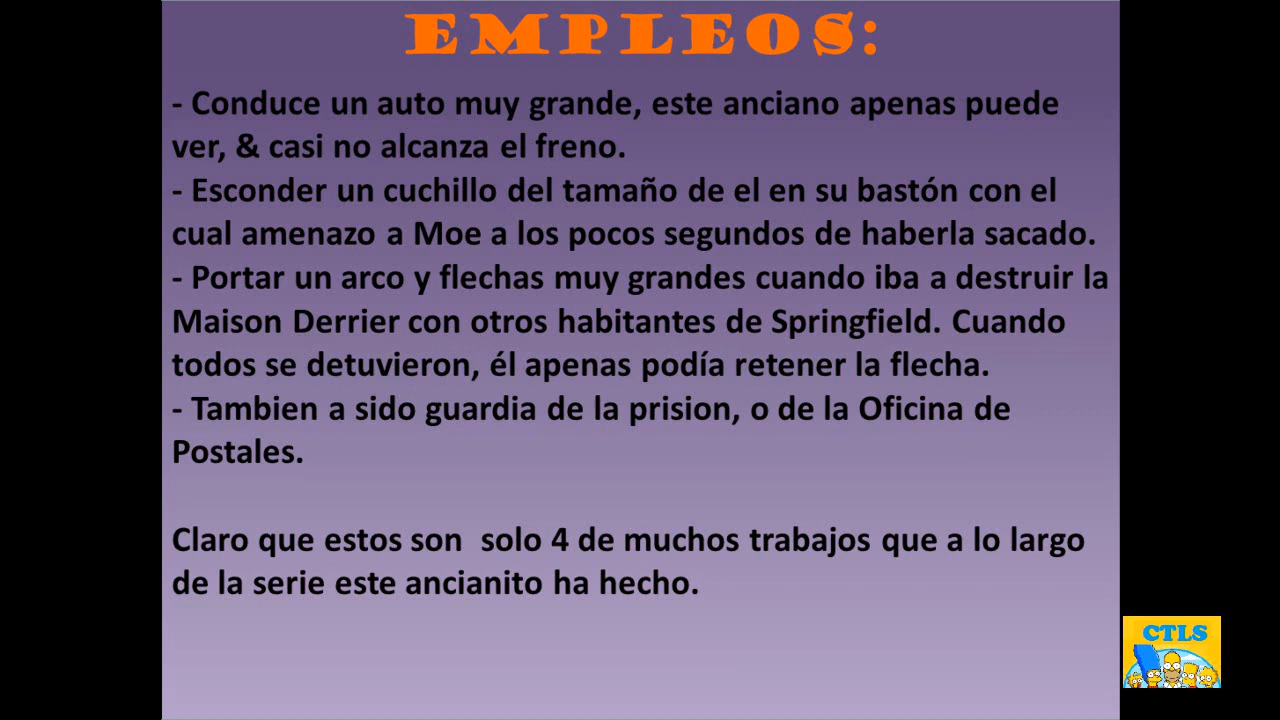 EMPLEOS:
- Conduce un auto muy grande, este anciano apenas puede
ver, & casi no alcanza el freno.
- Esconder un cuchillo del tamaño de el en su bastón con el
cual amenazo a Moe a los pocos segundos de haberla sacado.
- Portar un arco y flechas muy grandes cuando iba a destruir la
Maison Derrier con otros habitantes de Springfield. Cuando
todos se detuvieron, él apenas podía retener la flecha.
- Tambien a sido guardia de la prision, o de la Oficina de
Postales.
Claro que estos son  solo 4 de muchos trabajos que a lo largo
de la serie este ancianito ha hecho.
CTLS